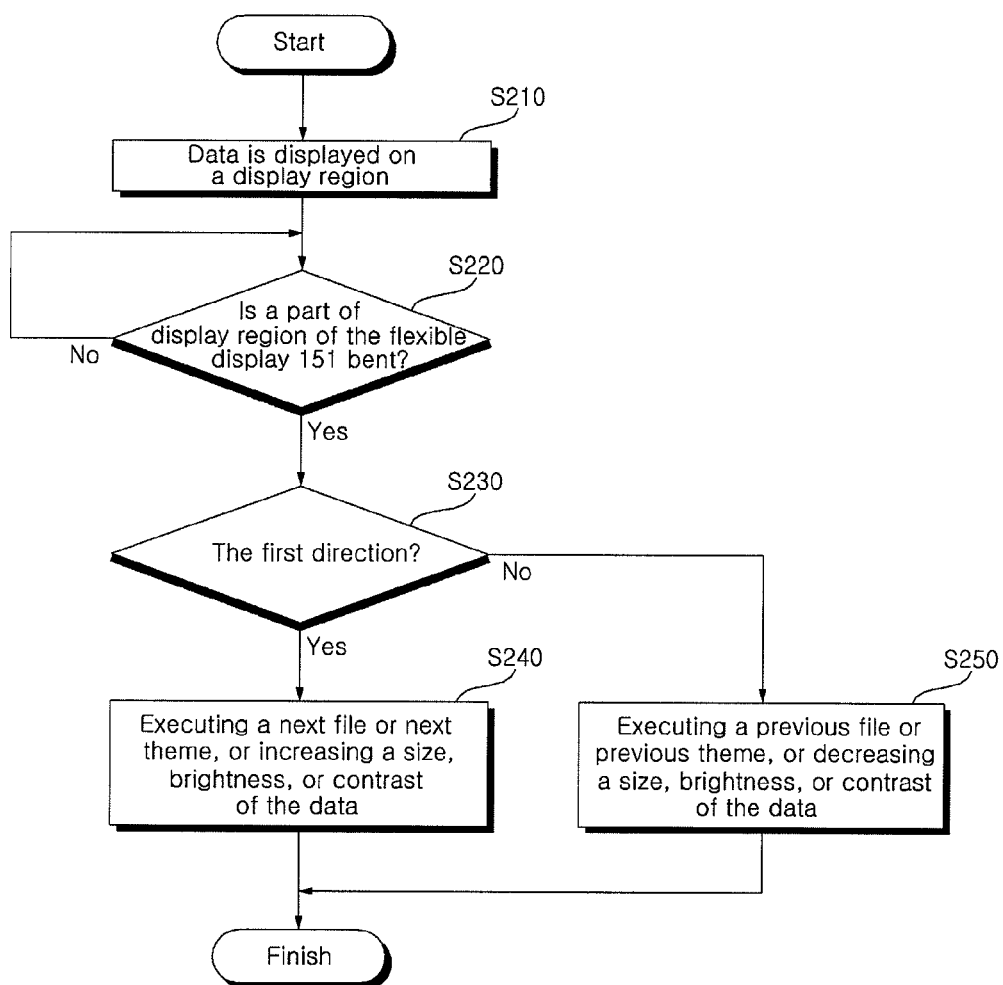 Start
S210
Data is displayed on
a display region
S220
Is a part of
display region of the flexible
display 151 bent?
No
Yes
S230
The first direction?
No
Yes
S240
Executing a next file or next
theme, or increasing a size,
brightness, or contrast
of the data
S250
Executing a previous file or
previous theme, or decreasing
a size, brightness, or contrast
of the data
Finish